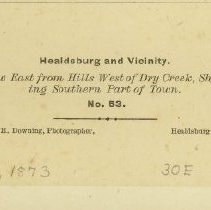 Healdsburg and Vicinity.
w East from Hills West of Dry Creek, Sh
ing Southern Part of Town.
No. 53.
H. Downing, Photographer,
Healdsburg
1873
30E